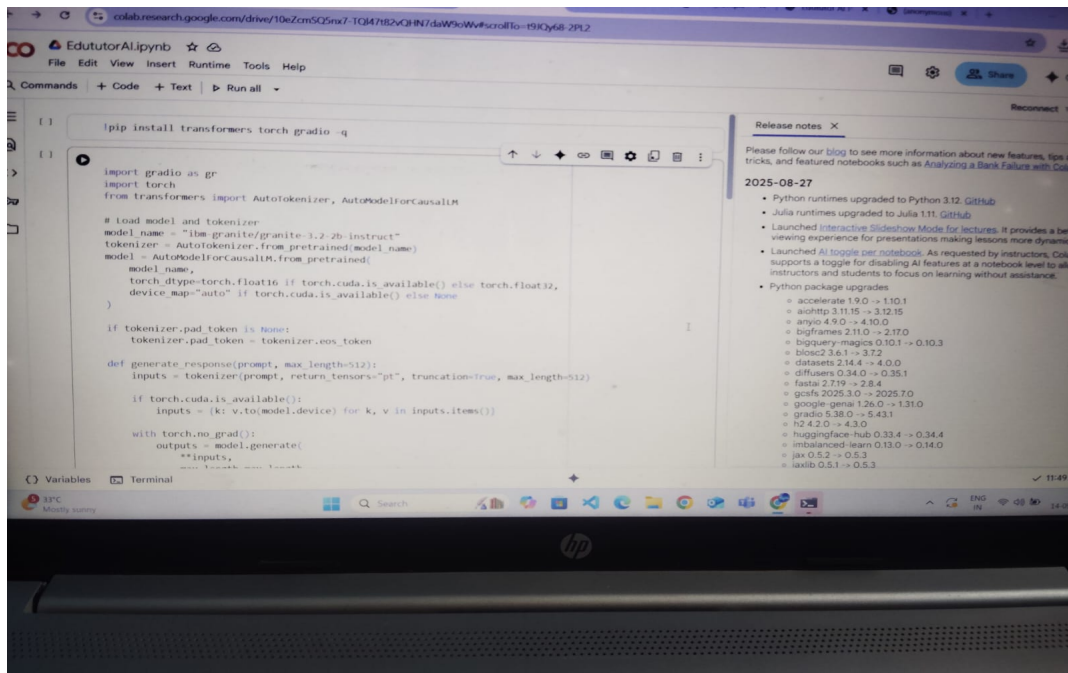 colab.research.google.com/drive/10eZcmSQ5inx7-TQl47t82vQHN7daW9oWv#scrollTo=t9JQy68-2PL2
EdututorAI.ipynb
File Edit View Insert Runtime Tools Help
Share
Commands + Code + Text Run all
Reconnect
[ ] !pip install transformers torch gradio -q
[ ]
import gradio as gr
import torch
from transformers import AutoTokenizer, AutoModelForCausalLM
# Load model and tokenizer
model_name = "ibm-granite/granite-3.2-2b-instruct"
tokenizer = AutoTokenizer.from_pretrained(model_name)
model = AutoModelForCausalLM.from_pretrained(
model_name,
torch_dtype=torch.float16 if torch.cuda.is_available() else torch.float32,
device_map="auto" if torch.cuda.is_available() else None
)
if tokenizer.pad_token is None:
tokenizer.pad_token = tokenizer.eos_token
def generate_response(prompt, max_length=512):
inputs = tokenizer(prompt, return_tensors="pt", truncation=True, max_length=512)
if torch.cuda.is_available():
inputs = {k: v.to(model.device) for k, v in inputs.items()}
with torch.no_grad():
outputs = model.generate(
**inputs,
Release notes
Please follow our blog to see more information about new features, tips
tricks, and featured notebooks such as Analyzing a Bank Failure with Col
2025-08-27
Python runtimes upgraded to Python 3.12. GitHub
Julia runtimes upgraded to Julia 1.11. GitHub
Launched Interactive Slideshow Mode for lectures. It provides a be
viewing experience for presentations making lessons more dynami
Launched AI toggle per notebook. As requested by instructors, Col
supports a toggle for disabling AI features at a notebook level to al
instructors and students to focus on learning without assistance.
Python package upgrades
accelerate 1.9.0 -> 1.10.1
aiohttp 3.11.15 -> 3.12.15
anyio 4.9.0 -> 4.10.0
bigframes 2.11.0 -> 2.17.0
bigquery-magics 0.10.1 -> 0.10.3
blosc2 3.6.1 -> 3.7.2
datasets 2.14.4 -> 4.0.0
diffusers 0.34.0 -> 0.35.1
fastai 2.7.19 -> 2.8.4
gcsfs 2025.3.0 -> 2025.7.0
google-genai 1.26.0 -> 1.31.0
gradio 5.38.0 -> 5.43.1
h2 4.2.0 -> 4.3.0
huggingface-hub 0.33.4 -> 0.34.4
imbalanced-learn 0.13.0 -> 0.14.0
jax 0.5.2 -> 0.5.3
jaxlib 0.5.1 -> 0.5.3
{} Variables Terminal
11:49
33°C
Mostly sunny
Search
ENG
IN
hp